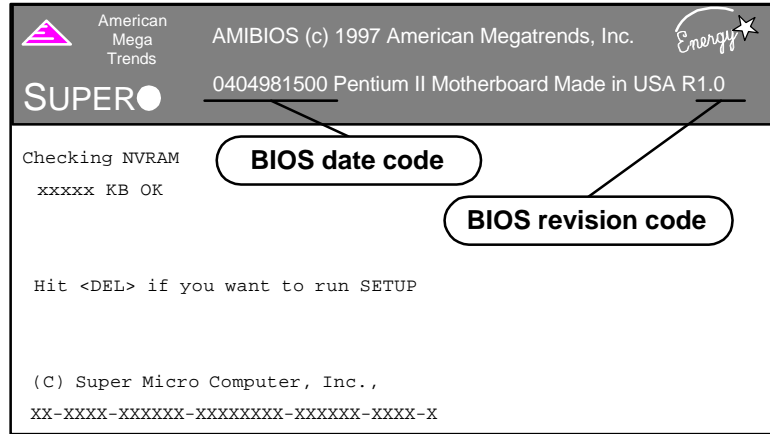 American
Mega
Trends
AMIBIOS (c) 1997 American Megatrends, Inc.
Energy
SUPER
0404981500 Pentium II Motherboard Made in USA R1.0
BIOS date code
BIOS revision code
Checking NVRAM
xxxxx KB OK
Hit <DEL> if you want to run SETUP
(C) Super Micro Computer, Inc.,
XX-XXXX-XXXXXX-XXXXXXXX-XXXXXX-XXXX-X